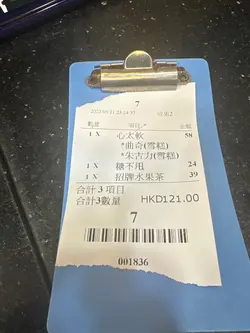 7
數量 項目 金額
1 X 心太軟 58
*曲奇(雪糕)
*朱古力(雪糕)
1 X 糖不甩 24
1 X 招牌水果茶 39
合計 3 項目
合計3數量 HKD121.00
7
001836